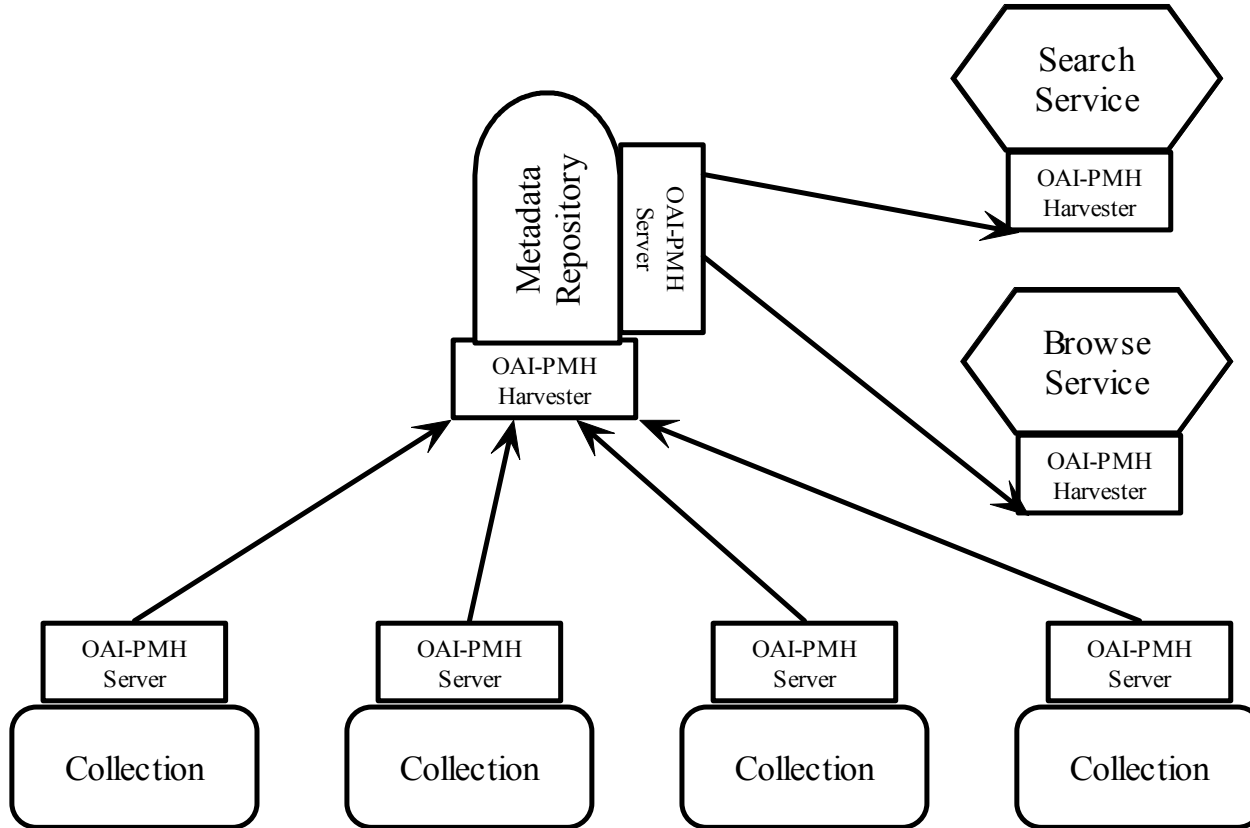 Search
Service
OAI-PMH
Harvester
Metadata
Repository
OAI-PMH
Server
OAI-PMH
Harvester
Browse
Service
OAI-PMH
Harvester
OAI-PMH
Server
Collection
OAI-PMH
Server
Collection
OAI-PMH
Server
Collection
OAI-PMH
Server
Collection